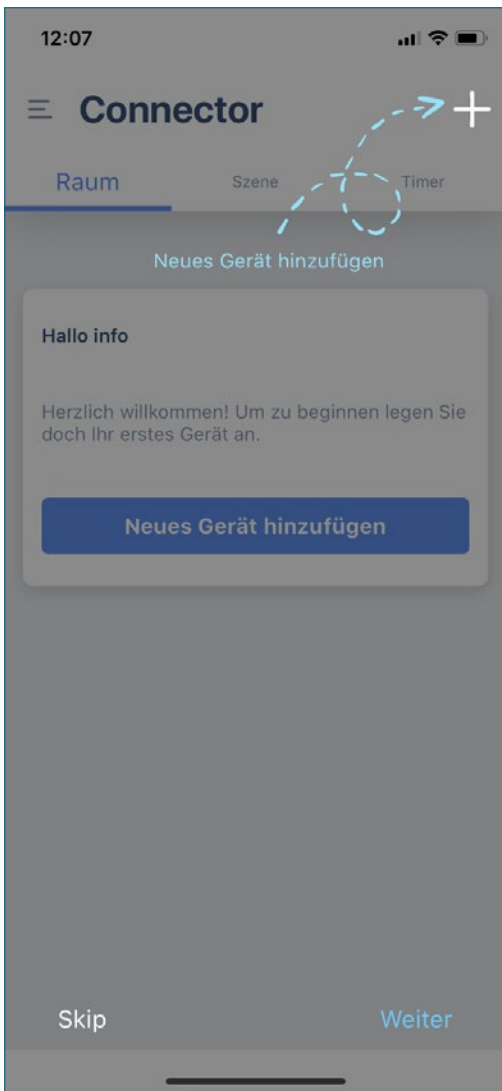 12:07
Connector
Raum Szene Timer
Neues Gerät hinzufügen
Hallo info
Herzlich willkommen! Um zu beginnen legen Sie
doch Ihr erstes Gerät an.
Neues Gerät hinzufügen
Skip Weiter